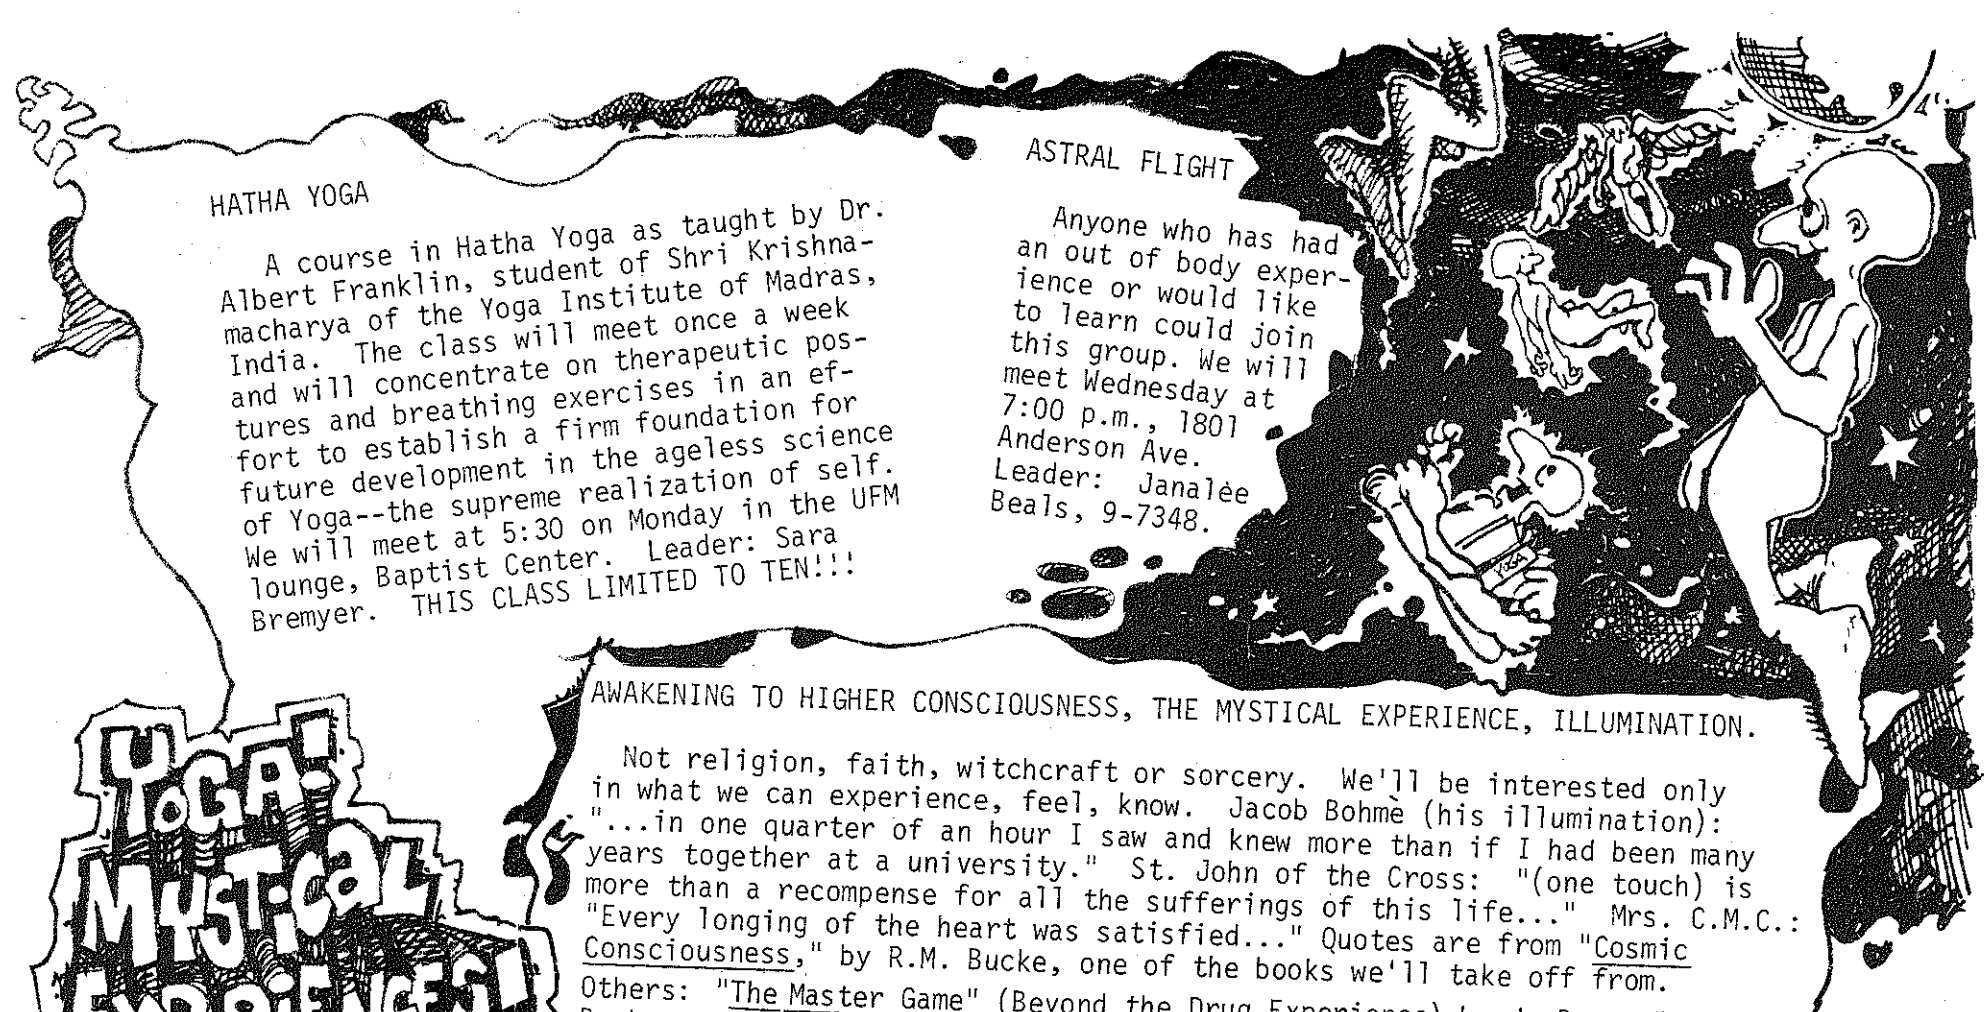 HATHA YOGA
A course in Hatha Yoga as taught by Dr.
Albert Franklin, student of Shri Krishna-
macharya of the Yoga Institute of Madras,
India. The class will meet once a week
and will concentrate on therapeutic pos-
tures and breathing exercises in an ef-
fort to establish a firm foundation for
future development in the ageless science
of Yoga--the supreme realization of self.
We will meet at 5:30 on Monday in the UFM
lounge, Baptist Center. Leader: Sara
Bremyer. THIS CLASS LIMITED TO TEN!!!
ASTRAL FLIGHT
Anyone who has had
an out of body exper-
ience or would like
to learn could join
this group. We will
meet Wednesday at
7:00 p.m., 1801
Anderson Ave.
Leader: Janalèe
Beals, 9-7348.
YOGA
YOGA!
MYSTiCaL
EXPERiENCES!
AWAKENING TO HIGHER CONSCIOUSNESS, THE MYSTICAL EXPERIENCE, ILLUMINATION.
Not religion, faith, witchcraft or sorcery. We'll be interested only
in what we can experience, feel, know. Jacob Bohmè (his illumination):
"...in one quarter of an hour I saw and knew more than if I had been many
years together at a university." St. John of the Cross: "(one touch) is
more than a recompense for all the sufferings of this life..." Mrs. C.M.C.:
"Every longing of the heart was satisfied..." Quotes are from "Cosmic
Consciousness," by R.M. Bucke, one of the books we'll take off from.
Others: "The Master Game" (Beyond the Drug Experience)